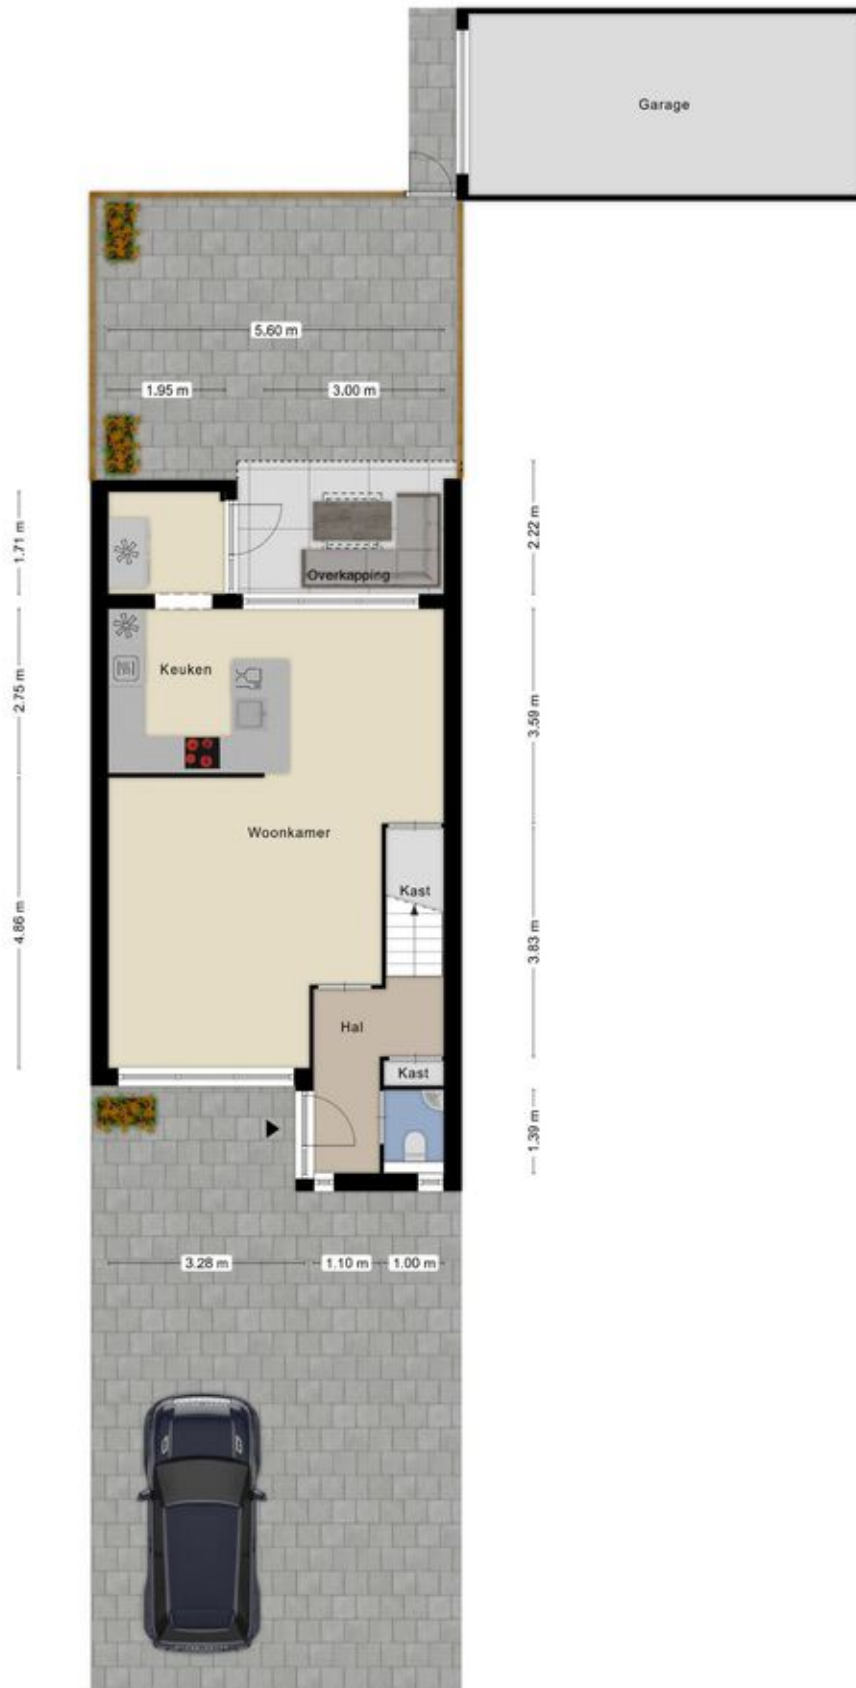 Garage
5.60 m
1.95 m
3.00 m
1.71 m
2.22 m
Overkapping
Keuken
2.75 m
3.59 m
Woonkamer
Kast
4.86 m
3.83 m
Hal
Kast
1.39 m
3.28 m
1.10 m
1.00 m